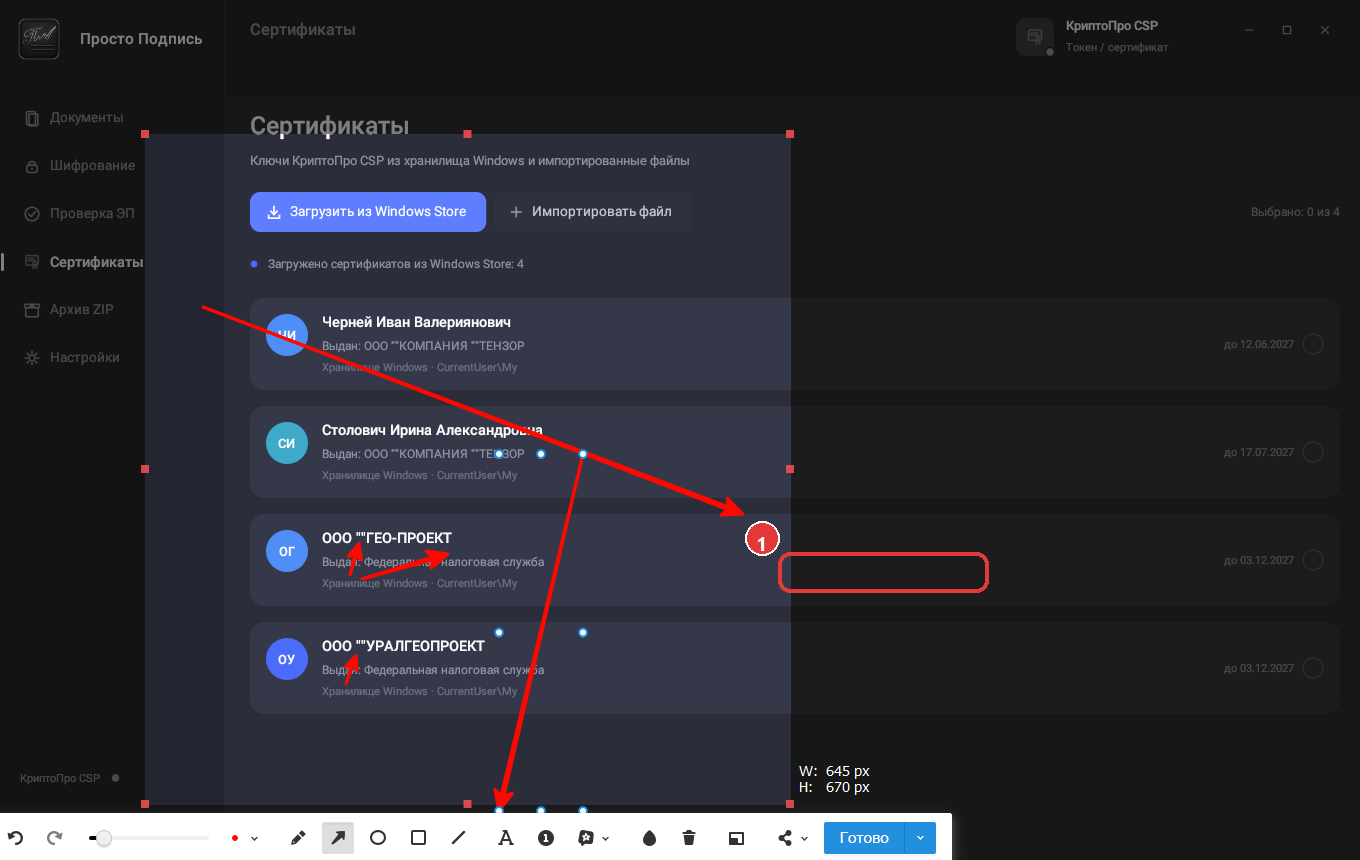 Просто Подпись
Сертификаты
КриптоПро CSP
Токен / сертификат
Документы
Шифрование
Проверка ЭП
Сертификаты
Архив ZIP
Настройки
КриптоПро CSP
Сертификаты
Ключи КриптоПро CSP из хранилища Windows и импортированные файлы
Загрузить из Windows Store
Импортировать файл
Выбрано: 0 из 4
Загружено сертификатов из Windows Store: 4
ЧИ
Черней Иван Валериянович
Выдан: ООО ""КОМПАНИЯ ""ТЕНЗОР
Хранилище Windows · CurrentUser\My
до 12.06.2027
СИ
Столович Ирина Александровна
Выдан: ООО ""КОМПАНИЯ ""ТЕНЗОР
Хранилище Windows · CurrentUser\My
до 17.07.2027
1
ОГ
ООО ""ГЕО-ПРОЕКТ
Выдан: Федеральная налоговая служба
Хранилище Windows · CurrentUser\My
до 03.12.2027
ОУ
ООО ""УРАЛГЕОПРОЕКТ
Выдан: Федеральная налоговая служба
Хранилище Windows · CurrentUser\My
до 03.12.2027
W: 645 px
H: 670 px
A
1
Готово